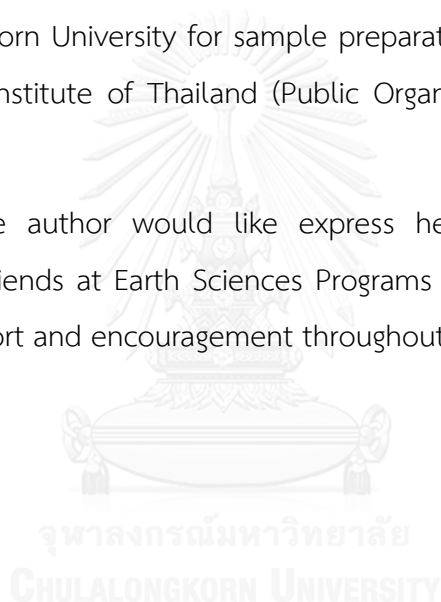 orn University for sample preparat
nstitute of Thailand (Public Organ
e author would like express he
iends at Earth Sciences Programs
ort and encouragement throughout
จุฬาลงกรณ์มหาวิทยาลัย
CHULALONGKORN UNIVERSITY